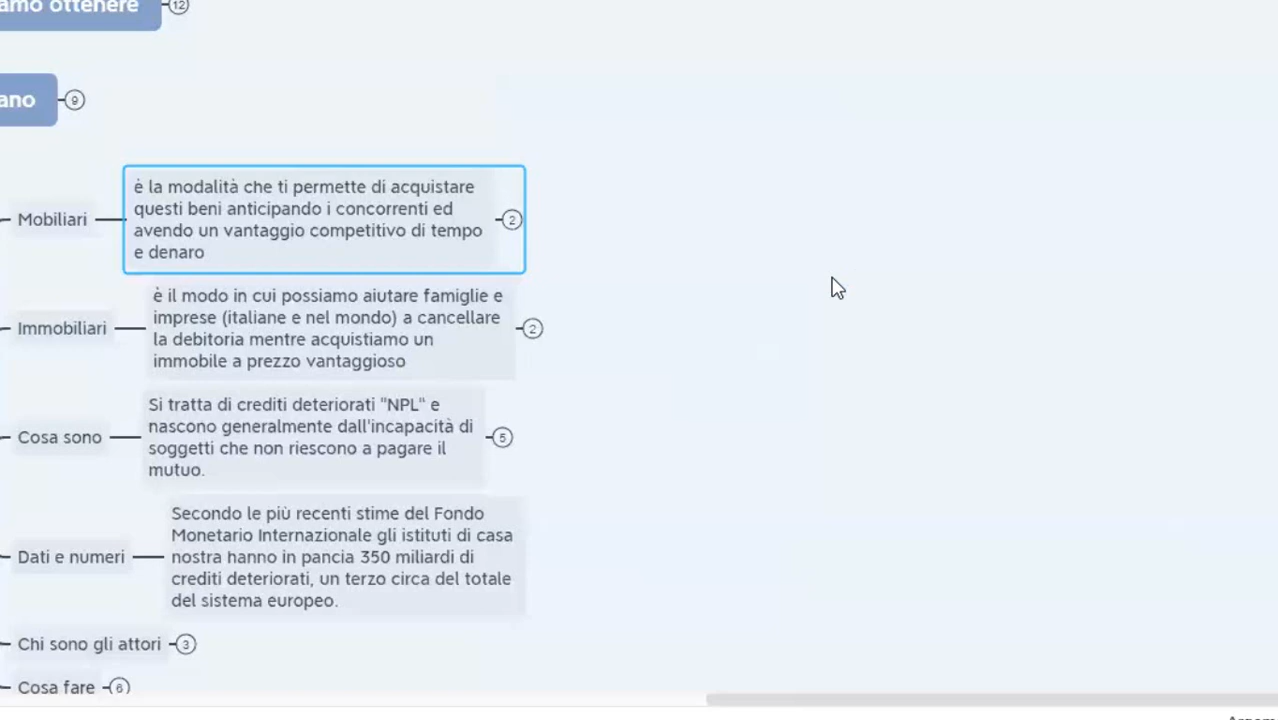 amo ottenere 12
ano 9
Mobiliari
è la modalità che ti permette di acquistare
questi beni anticipando i concorrenti ed
avendo un vantaggio competitivo di tempo
e denaro
2
Immobiliari
è il modo in cui possiamo aiutare famiglie e
imprese (italiane e nel mondo) a cancellare
la debitoria mentre acquistiamo un
immobile a prezzo vantaggioso
2
Cosa sono
Si tratta di crediti deteriorati "NPL" e
nascono generalmente dall'incapacità di
soggetti che non riescono a pagare il
mutuo.
5
Dati e numeri
Secondo le più recenti stime del Fondo
Monetario Internazionale gli istituti di casa
nostra hanno in pancia 350 miliardi di
crediti deteriorati, un terzo circa del totale
del sistema europeo.
Chi sono gli attori 3
Cosa fare 6